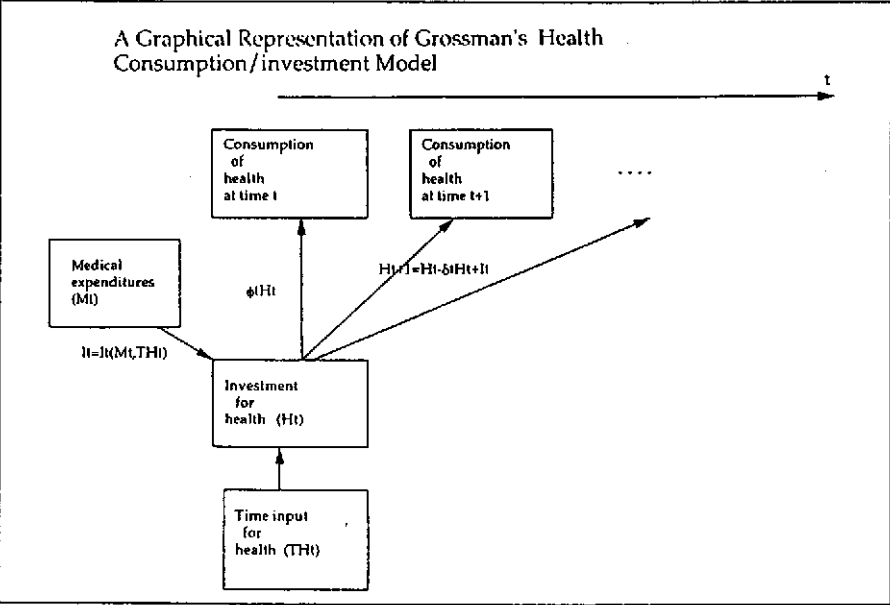 A Graphical Representation of Grossman's Health
Consumption/investment Model
t
Consumption
of
health
at time t
Consumption
of
health
at time t+1
....
Medical
expenditures
(Mt)
ϕtHt
Ht+1=Ht-δtHt+It
It=It(Mt,THt)
Investment
for
health (Ht)
Time input
for
health (THt)